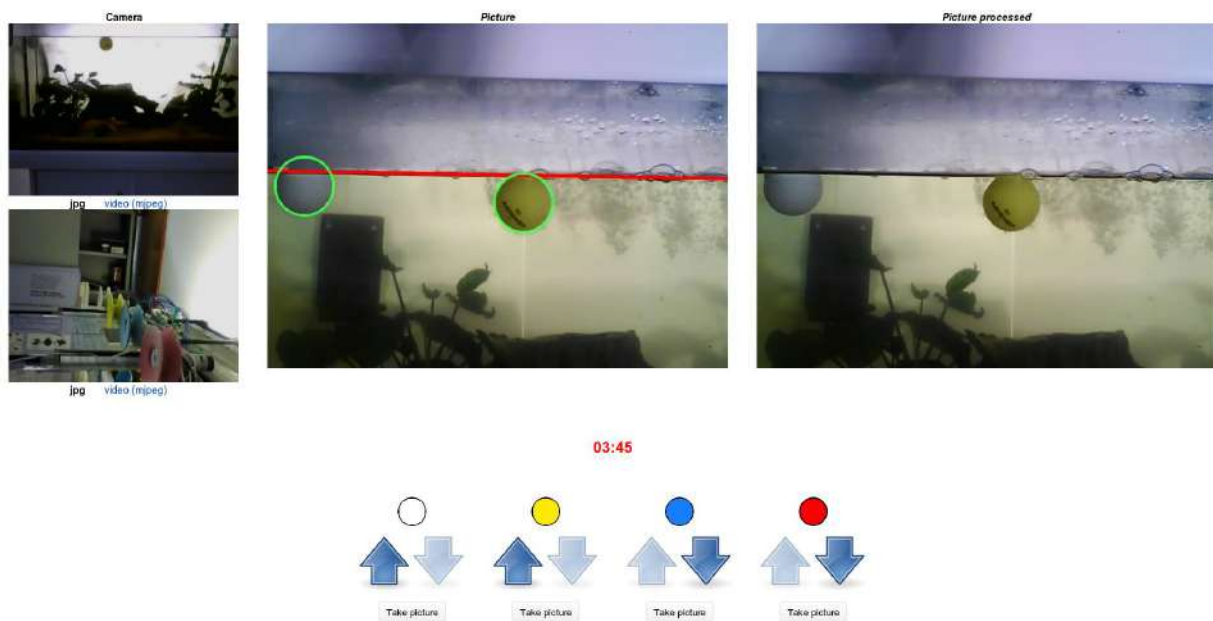 Camera
Picture
Picture processed
jpg video (mjpeg)
jpg video (mjpeg)
03:45
Take picture
Take picture
Take picture
Take picture